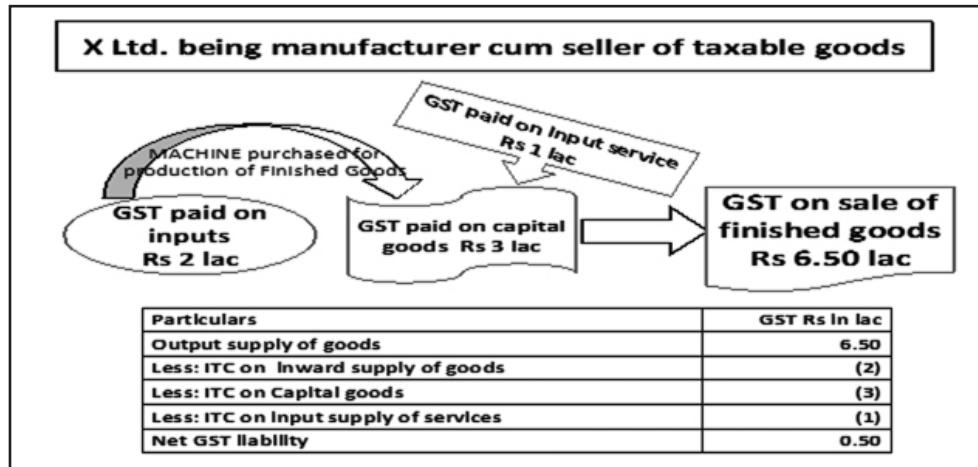 X Ltd. being manufacturer cum seller of taxable goods
GST paid on Input service
Rs 1 lac
MACHINE purchased for
production of Finished Goods
GST paid on
inputs
Rs 2 lac
GST paid on capital
goods Rs 3 lac
GST on sale of
finished goods
Rs 6.50 lac
Particulars GST Rs in lac
Output supply of goods 6.50
Less: ITC on Inward supply of goods (2)
Less: ITC on Capital goods (3)
Less: ITC on input supply of services (1)
Net GST liability 0.50